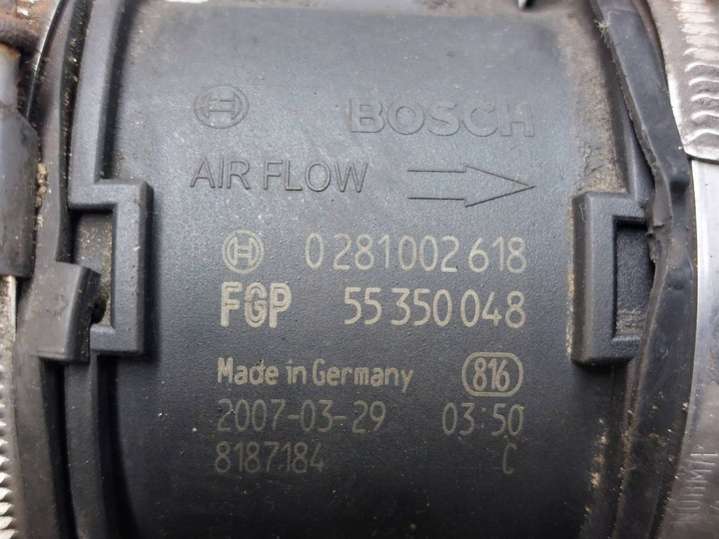 BOSCH
AIR FLOW
0 281 002 618
FGP 55 350 048
Made in Germany 816
2007-03-29 03:50
8187184 C